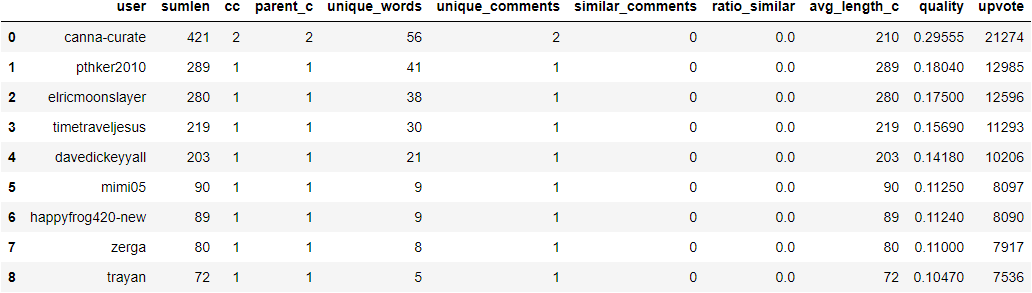 user sumlen cc parent_c unique_words unique_comments similar_comments ratio_similar avg_length_c quality upvote
0 canna-curate 421 2 2 56 2 0 0.0 210 0.29555 21274
1 pthker2010 289 1 1 41 1 0 0.0 289 0.18040 12985
2 elricmoonslayer 280 1 1 38 1 0 0.0 280 0.17500 12596
3 timetraveljesus 219 1 1 30 1 0 0.0 219 0.15690 11293
4 davedickeyyall 203 1 1 21 1 0 0.0 203 0.14180 10206
5 mimi05 90 1 1 9 1 0 0.0 90 0.11250 8097
6 happyfrog420-new 89 1 1 9 1 0 0.0 89 0.11240 8090
7 zerga 80 1 1 8 1 0 0.0 80 0.11000 7917
8 trayan 72 1 1 5 1 0 0.0 72 0.10470 7536